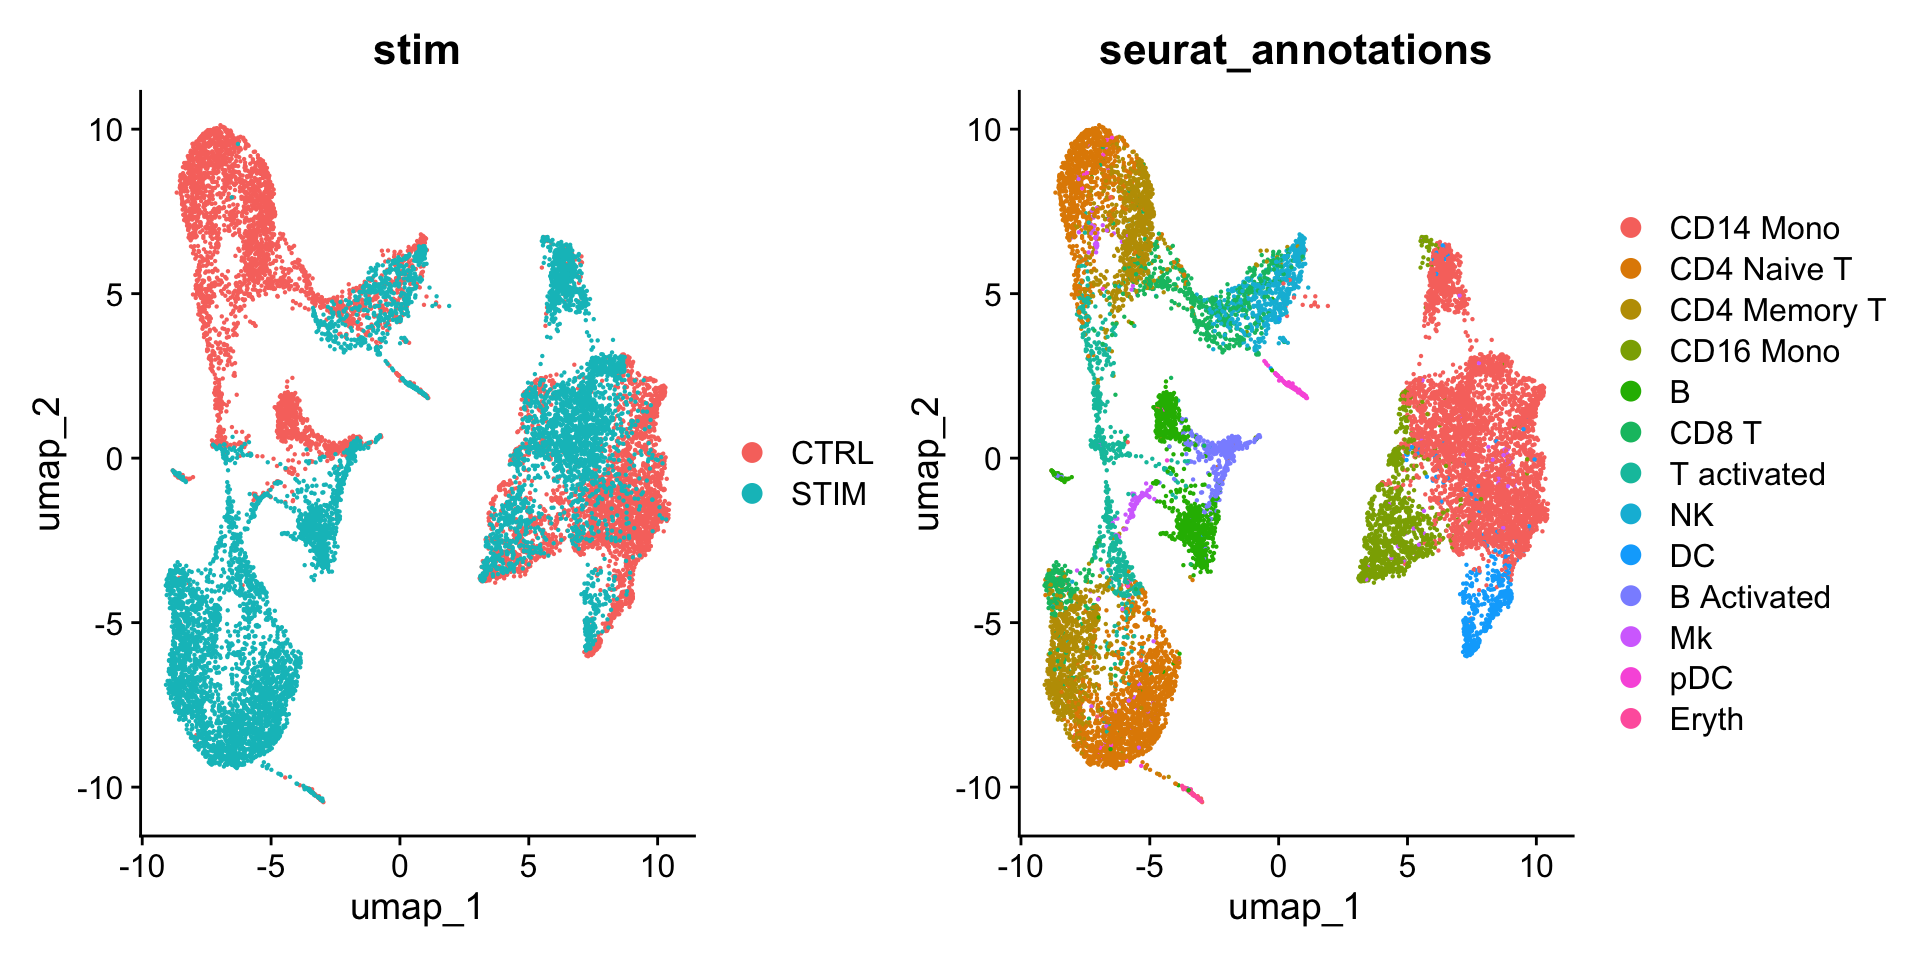 stim
10
5
0
-5
-10
-10
-5
0
5
10
umap_1
umap_2
CTRL
STIM
seurat_annotations
10
5
0
-5
-10
-10
-5
0
5
10
umap_1
umap_2
CD14 Mono
CD4 Naive T
CD4 Memory T
CD16 Mono
B
CD8 T
T activated
NK
DC
B Activated
Mk
pDC
Eryth